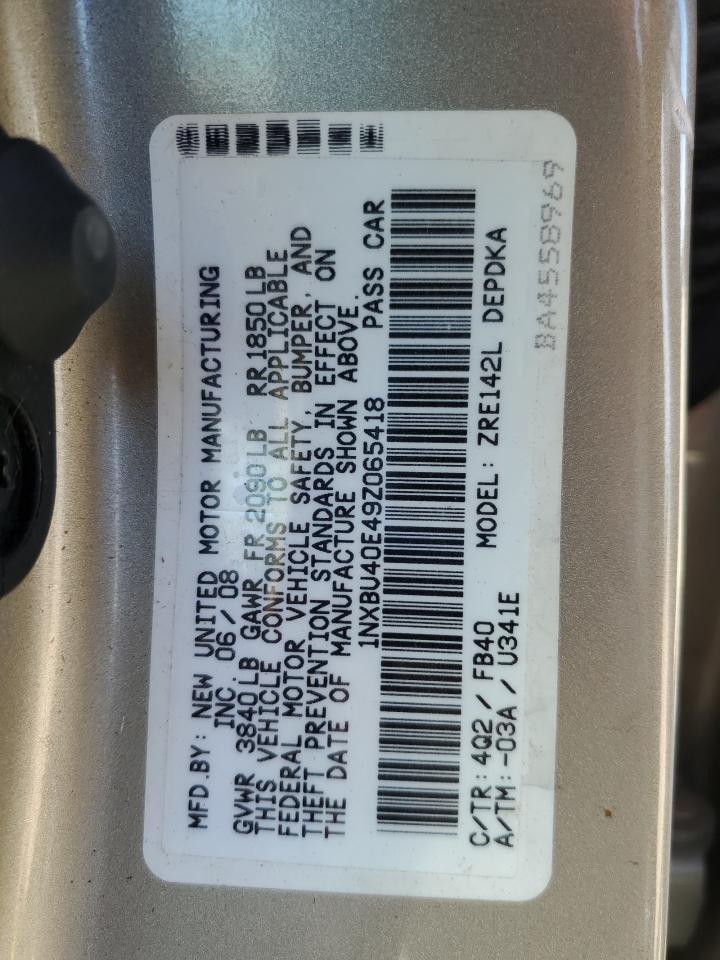 MFD.BY: NEW UNITED MOTOR MANUFACTURING
INC. 06/08
GVWR 3840LB GAWR FR 2090LB RR1850LB
THIS VEHICLE CONFORMS TO ALL APPLICABLE
FEDERAL MOTOR VEHICLE SAFETY, BUMPER, AND
THEFT PREVENTION STANDARDS IN EFFECT ON
THE DATE OF MANUFACTURE SHOWN ABOVE.
1NXBU40E49Z065418 PASS CAR
C/TR:4Q2/FB40 MODEL: ZRE142L DEPDKA
A/TM:-03A/U341E
BA4558969